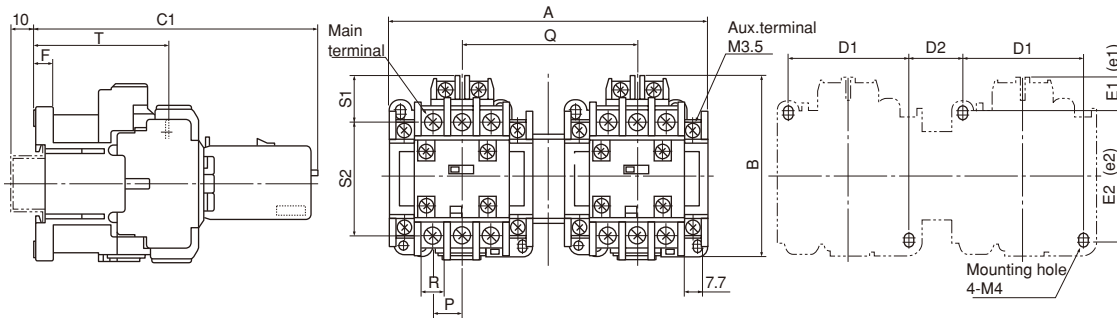 10
C1
T
F
A
Q
Main
terminal
Aux.terminal
M3.5
S1
S2
B
R
P
7.7
D1
D2
D1
E1 (e1)
E2 (e2)
Mounting hole
4-M4